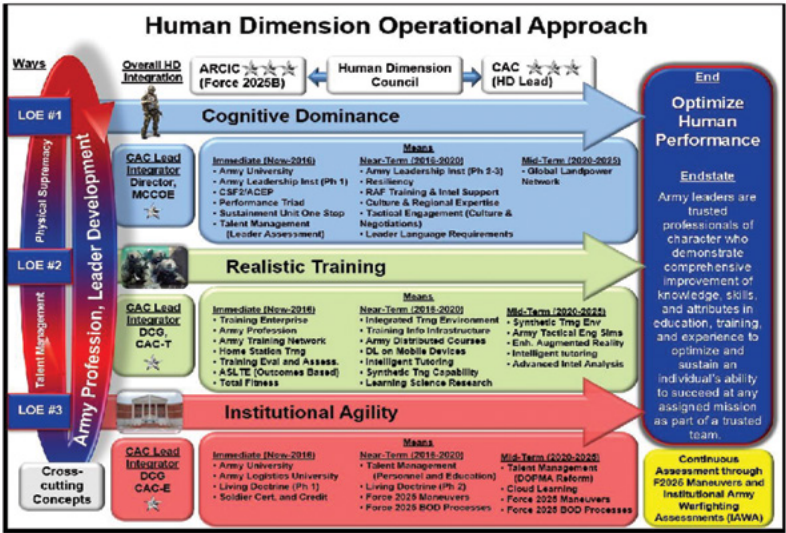 Human Dimension Operational Approach
Ways
Overall HD
Integration
ARCIC
(Force 2025B)
Human Dimension
Council
CAC
(HD Lead)
LOE #1
Cognitive Dominance
CAC Lead
Integrator
Director,
MCCOE
Means
Immediate (Now-2016)
• Army University
• Army Leadership Inst (Ph 1)
• CSF2/ACEP
• Performance Triad
• Sustainment Unit One Stop
• Talent Management
(Leader Assessment)
Near-Term (2016-2020)
• Army Leadership Inst (Ph 2-3)
• Resiliency
• RAF Training & Intel Support
• Culture & Regional Expertise
• Tactical Engagement (Culture &
Negotiations)
• Leader Language Requirements
Mid-Term (2020-2025)
• Global Landpower
Network
Physical Supremacy
Army Profession, Leader Development
LOE #2
Realistic Training
CAC Lead
Integrator
DCG,
CAC-T
Means
Immediate (Now-2016)
• Training Enterprise
• Army Profession
• Army Training Network
• Home Station Trng
• Training Eval and Assess.
• ASLTE (Outcomes Based)
• Total Fitness
Near-Term (2016-2020)
• Integrated Trng Environment
• Training Info Infrastructure
• Army Distributed Courses
• DL on Mobile Devices
• Intelligent Tutoring
• Synthetic Tng Capability
• Learning Science Research
Mid-Term (2020-2025)
• Synthetic Trng Env
• Army Tactical Eng Sims
• Enh. Augmented Reality
• Intelligent tutoring
• Advanced Intel Analysis
Talent Management
LOE #3
Institutional Agility
Cross-
cutting
Concepts
CAC Lead
Integrator
DCG
CAC-E
Means
Immediate (Now-2016)
• Army University
• Army Logistics University
• Living Doctrine (Ph 1)
• Soldier Cert. and Credit
Near-Term (2016-2020)
• Talent Management
(Personnel and Education)
• Living Doctrine (Ph 2)
• Force 2025 Maneuvers
• Force 2025 BOD Processes
Mid-Term (2020-2025)
• Talent Management
(DOPMA Reform)
• Cloud Learning
• Force 2025 Maneuvers
• Force 2025 BOD Processes
End
Optimize
Human
Performance
Endstate
Army leaders are
trusted
professionals of
character who
demonstrate
comprehensive
improvement of
knowledge, skills,
and attributes in
education, training,
and experience to
optimize and
sustain an
individual's ability
to succeed at any
assigned mission
as part of a trusted
team.
Continuous
Assessment through
F2025 Maneuvers and
Institutional Army
Warfighting
Assessments (IAWA)